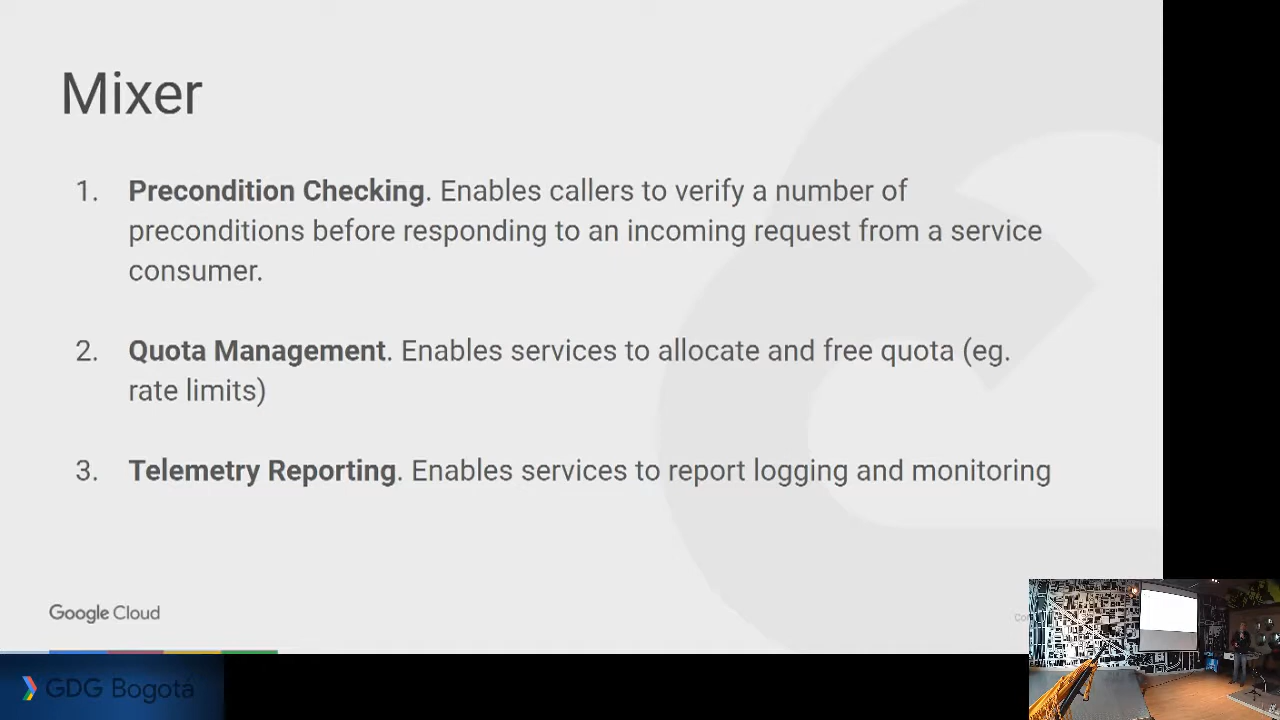 Mixer
1. Precondition Checking. Enables callers to verify a number of
preconditions before responding to an incoming request from a service
consumer.
2. Quota Management. Enables services to allocate and free quota (eg.
rate limits)
3. Telemetry Reporting. Enables services to report logging and monitoring
Google Cloud
GDG Bogotá